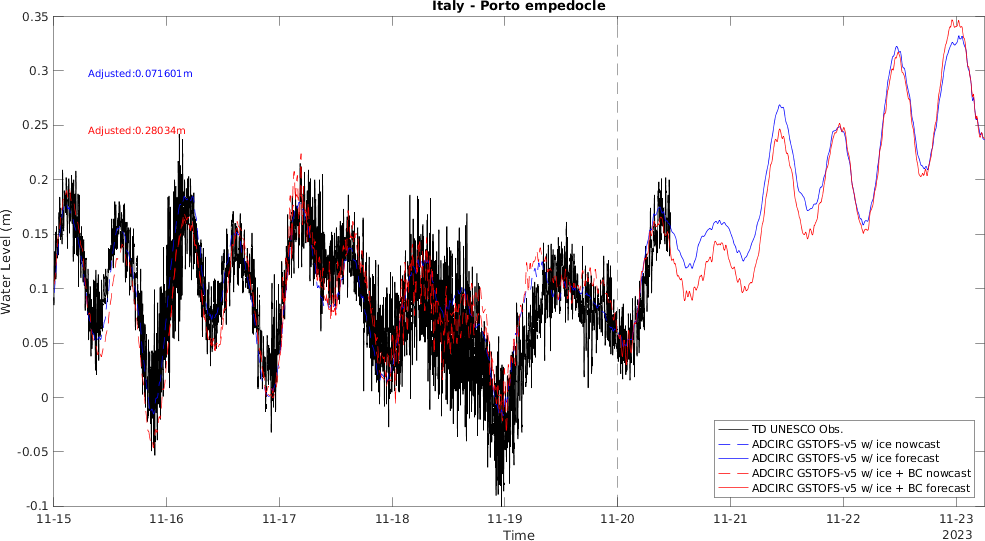 Italy - Porto empedocle
0.35
0.3
0.25
0.2
0.15
0.1
0.05
0
-0.05
-0.1
Water Level (m)
Adjusted:0.071601m
Adjusted:0.28034m
TD UNESCO Obs.
ADCIRC GSTOFS-v5 w/ ice nowcast
ADCIRC GSTOFS-v5 w/ ice forecast
ADCIRC GSTOFS-v5 w/ ice + BC nowcast
ADCIRC GSTOFS-v5 w/ ice + BC forecast
11-15 11-16 11-17 11-18 11-19 11-20 11-21 11-22 11-23
Time
2023